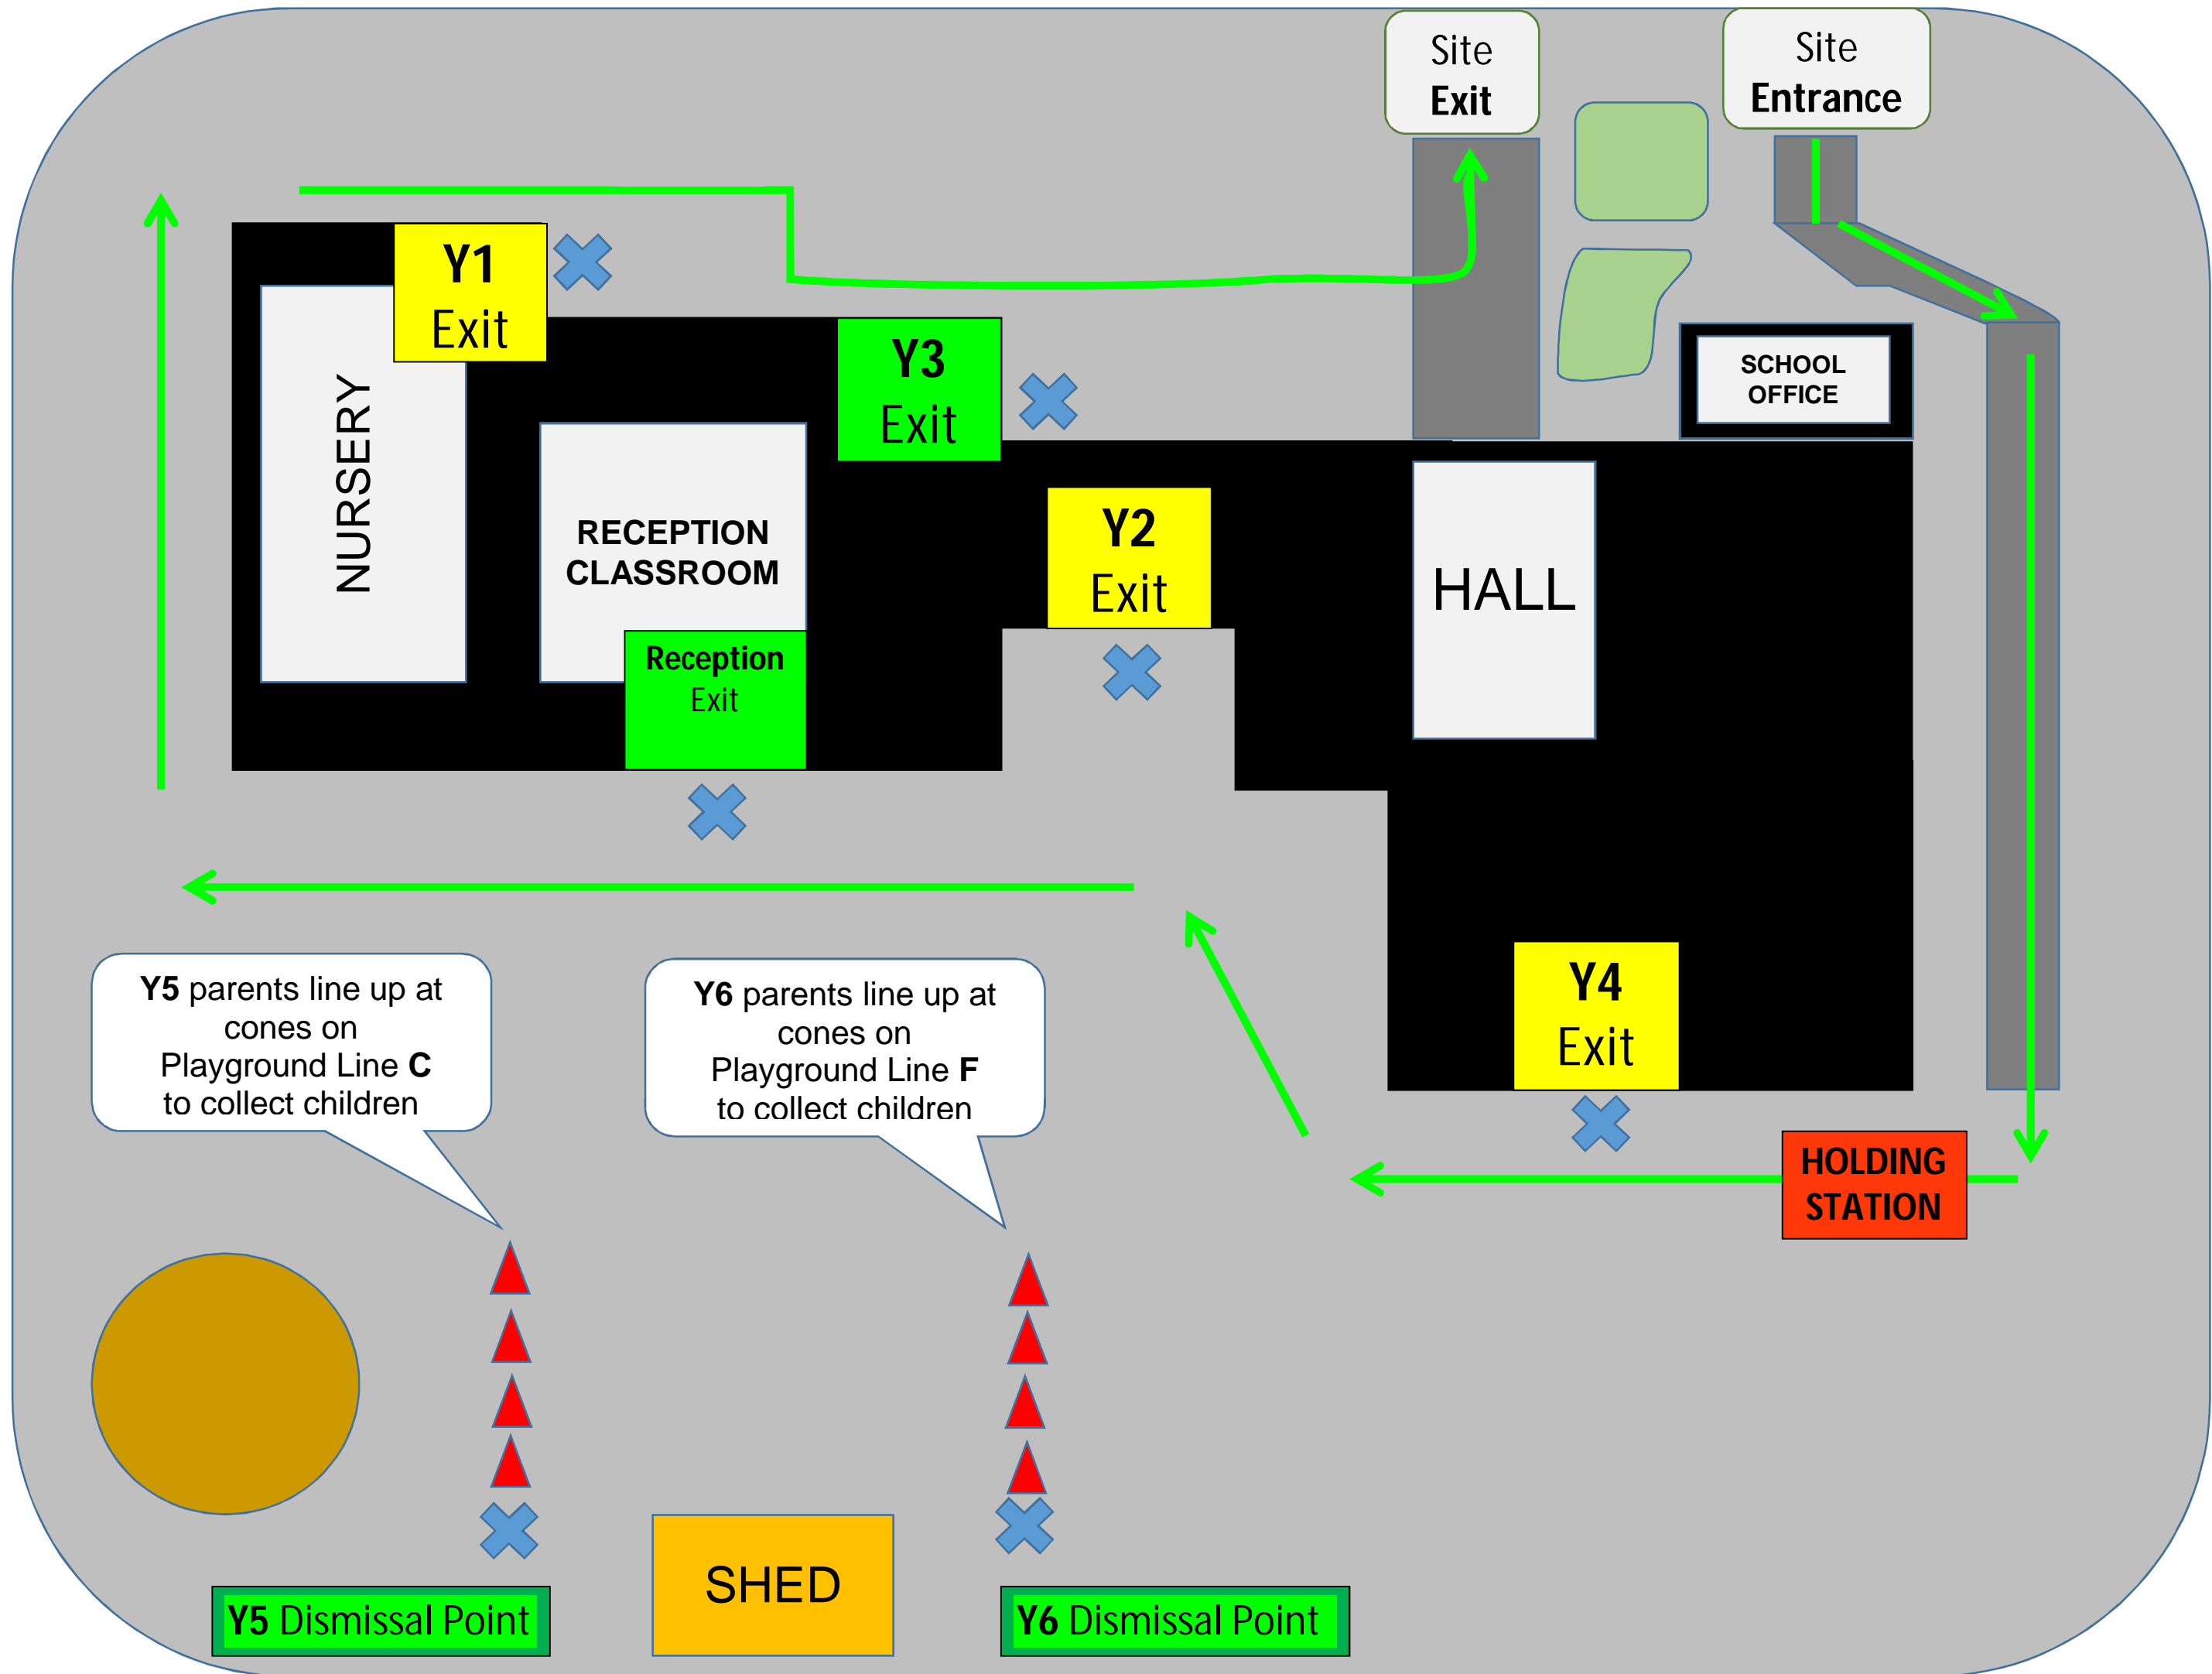 Site
Exit
Site
Entrance
Y1
Exit
Y3
Exit
SCHOOL
OFFICE
NURSERY
RECEPTION
CLASSROOM
Y2
Exit
HALL
Reception
Exit
Y5 parents line up at
cones on
Playground Line C
to collect children
Y6 parents line up at
cones on
Playground Line F
to collect children
Y4
Exit
HOLDING
STATION
SHED
Y5 Dismissal Point
Y6 Dismissal Point